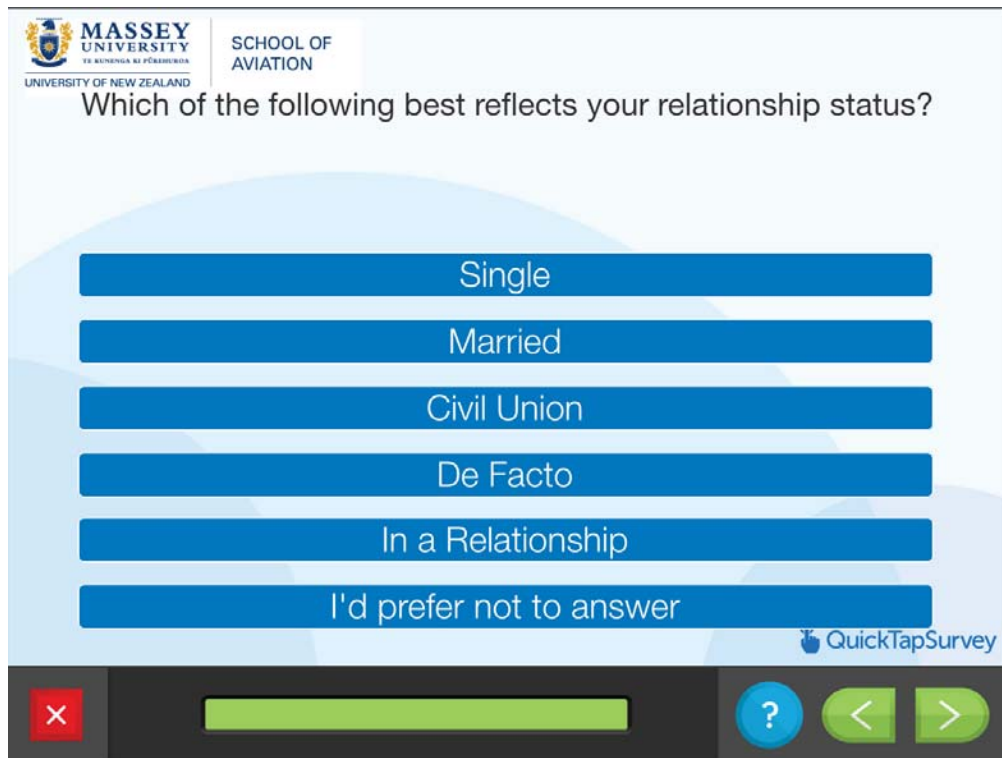 MASSEY
UNIVERSITY
TE KUNENGA KI PŪREHUROA
UNIVERSITY OF NEW ZEALAND
SCHOOL OF
AVIATION
Which of the following best reflects your relationship status?
Single
Married
Civil Union
De Facto
In a Relationship
I'd prefer not to answer
QuickTapSurvey
?